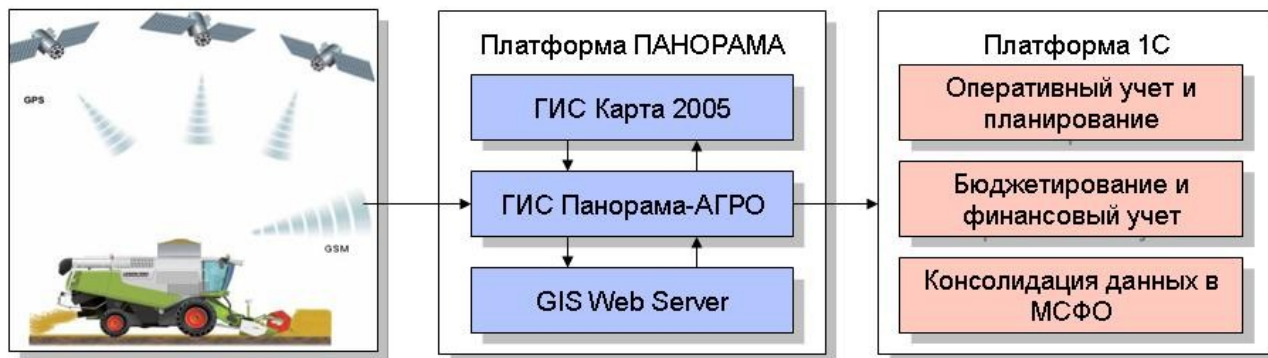 GPS
GSM
Платформа ПАНОРАМА
ГИС Карта 2005
ГИС Панорама-АГРО
GIS Web Server
Платформа 1С
Оперативный учет и
планирование
Бюджетирование и
финансовый учет
Консолидация данных в
МСФО